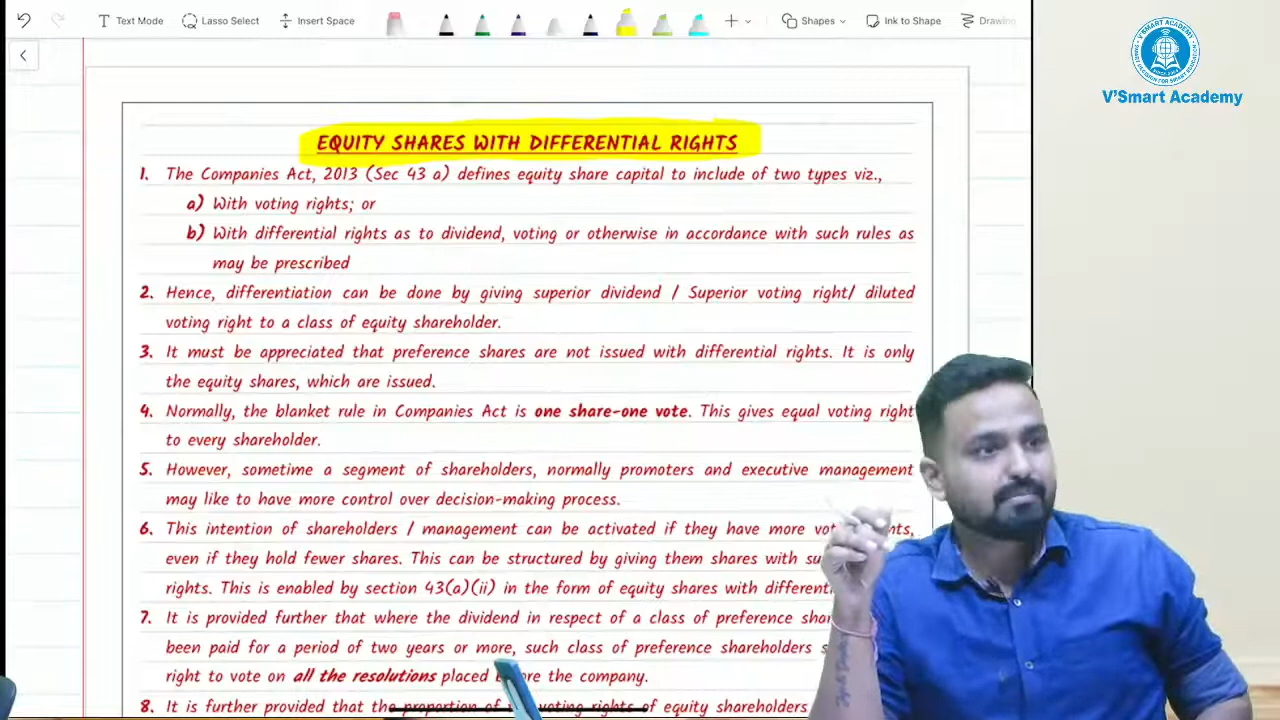 Text Mode Lasso Select Insert Space Shapes Ink to Shape Drawing
V SMART ACADEMY
V'Smart Academy
EQUITY SHARES WITH DIFFERENTIAL RIGHTS
1. The Companies Act, 2013 (Sec 43 a) defines equity share capital to include of two types viz.,
a) With voting rights; or
b) With differential rights as to dividend, voting or otherwise in accordance with such rules as
may be prescribed
2. Hence, differentiation can be done by giving superior dividend / Superior voting right/ diluted
voting right to a class of equity shareholder.
3. It must be appreciated that preference shares are not issued with differential rights. It is only
the equity shares, which are issued.
4. Normally, the blanket rule in Companies Act is one share-one vote. This gives equal voting right
to every shareholder.
5. However, sometime a segment of shareholders, normally promoters and executive management
may like to have more control over decision-making process.
6. This intention of shareholders / management can be activated if they have more
even if they hold fewer shares. This can be structured by giving them shares with
rights. This is enabled by section 43(a)(ii) in the form of equity shares with
7. It is provided further that where the dividend in respect of a class of preference
been paid for a period of two years or more, such class of preference shareholders
right to vote on all the resolutions placed the company.
8. It is further provided that the proportion of voting rights of equity shareholders